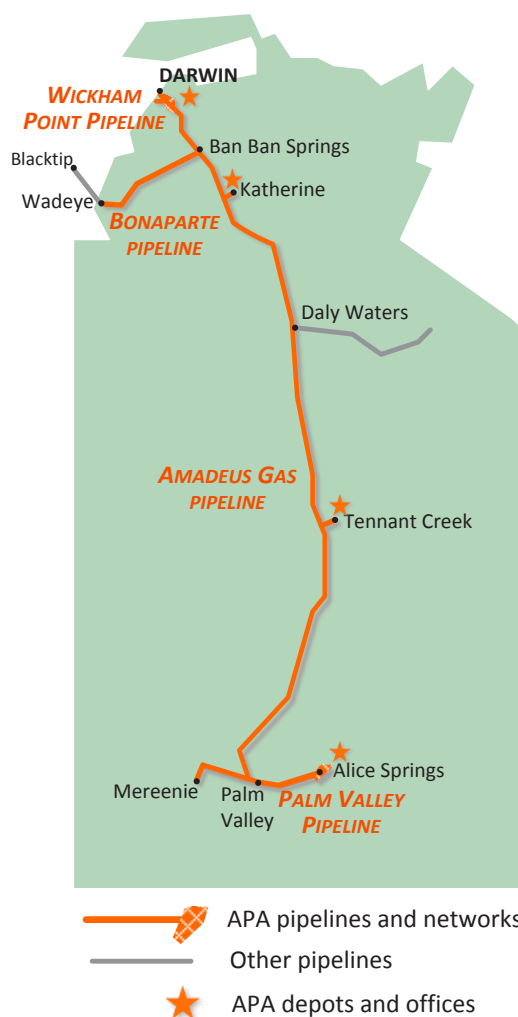 DARWIN
WICKHAM
POINT PIPELINE
Ban Ban Springs
Blacktip
Katherine
Wadeye
BONAPARTE
PIPELINE
Daly Waters
AMADEUS GAS
PIPELINE
Tennant Creek
Alice Springs
Mereenie
Palm
Valley
PALM VALLEY
PIPELINE
APA pipelines and networks
Other pipelines
APA depots and offices